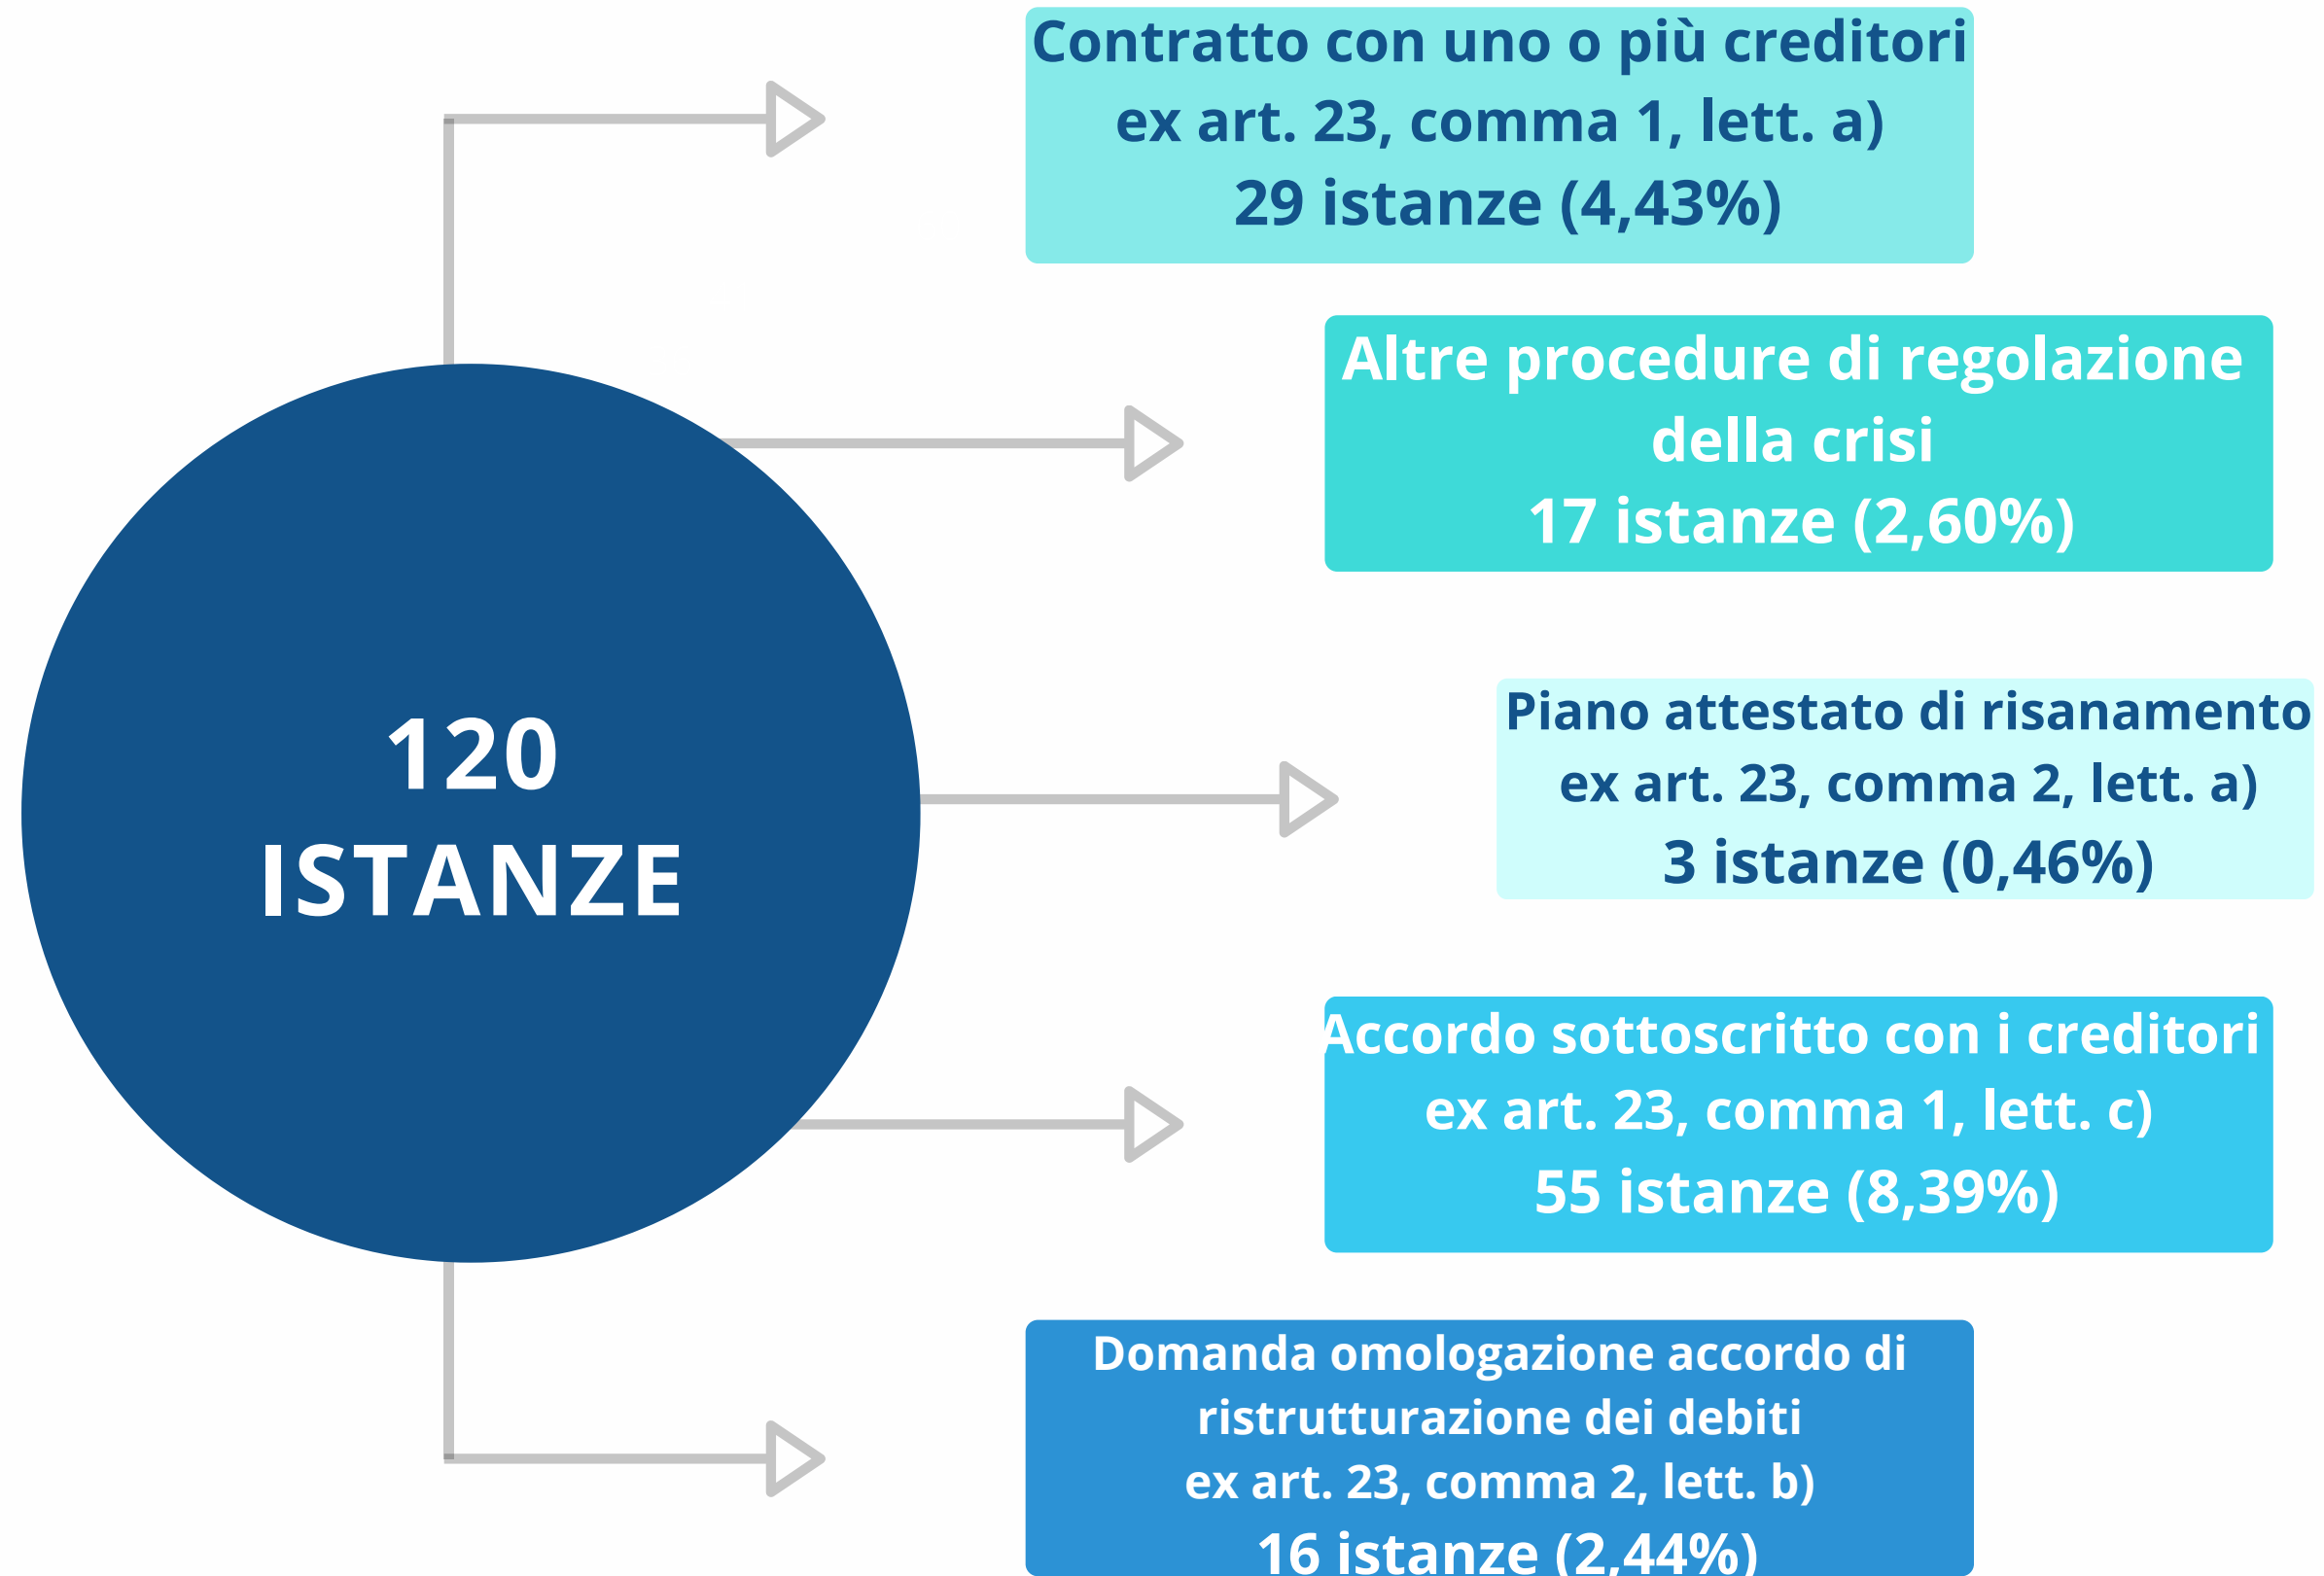 Contratto con uno o più creditori
ex art. 23, comma 1, lett. a)
29 istanze (4,43%)
Altre procedure di regolazione
della crisi
17 istanze (2,60%)
120
ISTANZE
Piano attestato di risanamento
ex art. 23, comma 2, lett. a)
3 istanze (0,46%)
Accordo sottoscritto con i creditori
ex art. 23, comma 1, lett. c)
55 istanze (8,39%)
Domanda omologazione accordo di
ristrutturazione dei debiti
ex art. 23, comma 2, lett. b)
16 istanze (2,44%)